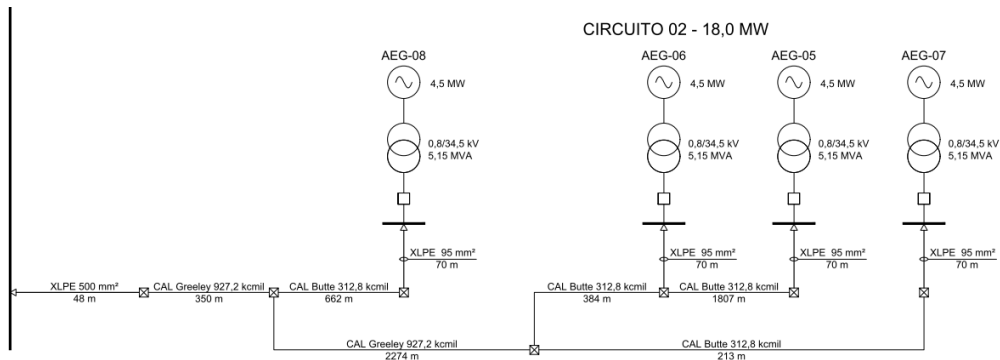 CIRCUITO 02 - 18,0 MW
AEG-08
AEG-06
AEG-05
AEG-07
4,5 MW
4,5 MW
4,5 MW
4,5 MW
0,8/34,5 kV
5,15 MVA
0,8/34,5 kV
5,15 MVA
0,8/34,5 kV
5,15 MVA
0,8/34,5 kV
5,15 MVA
XLPE 95 mm²
70 m
XLPE 95 mm²
70 m
XLPE 95 mm²
70 m
XLPE 95 mm²
70 m
XLPE 500 mm²
48 m
CAL Greeley 927,2 kcmil
350 m
CAL Butte 312,8 kcmil
662 m
CAL Butte 312,8 kcmil
384 m
CAL Butte 312,8 kcmil
1807 m
CAL Greeley 927,2 kcmil
2274 m
CAL Butte 312,8 kcmil
213 m